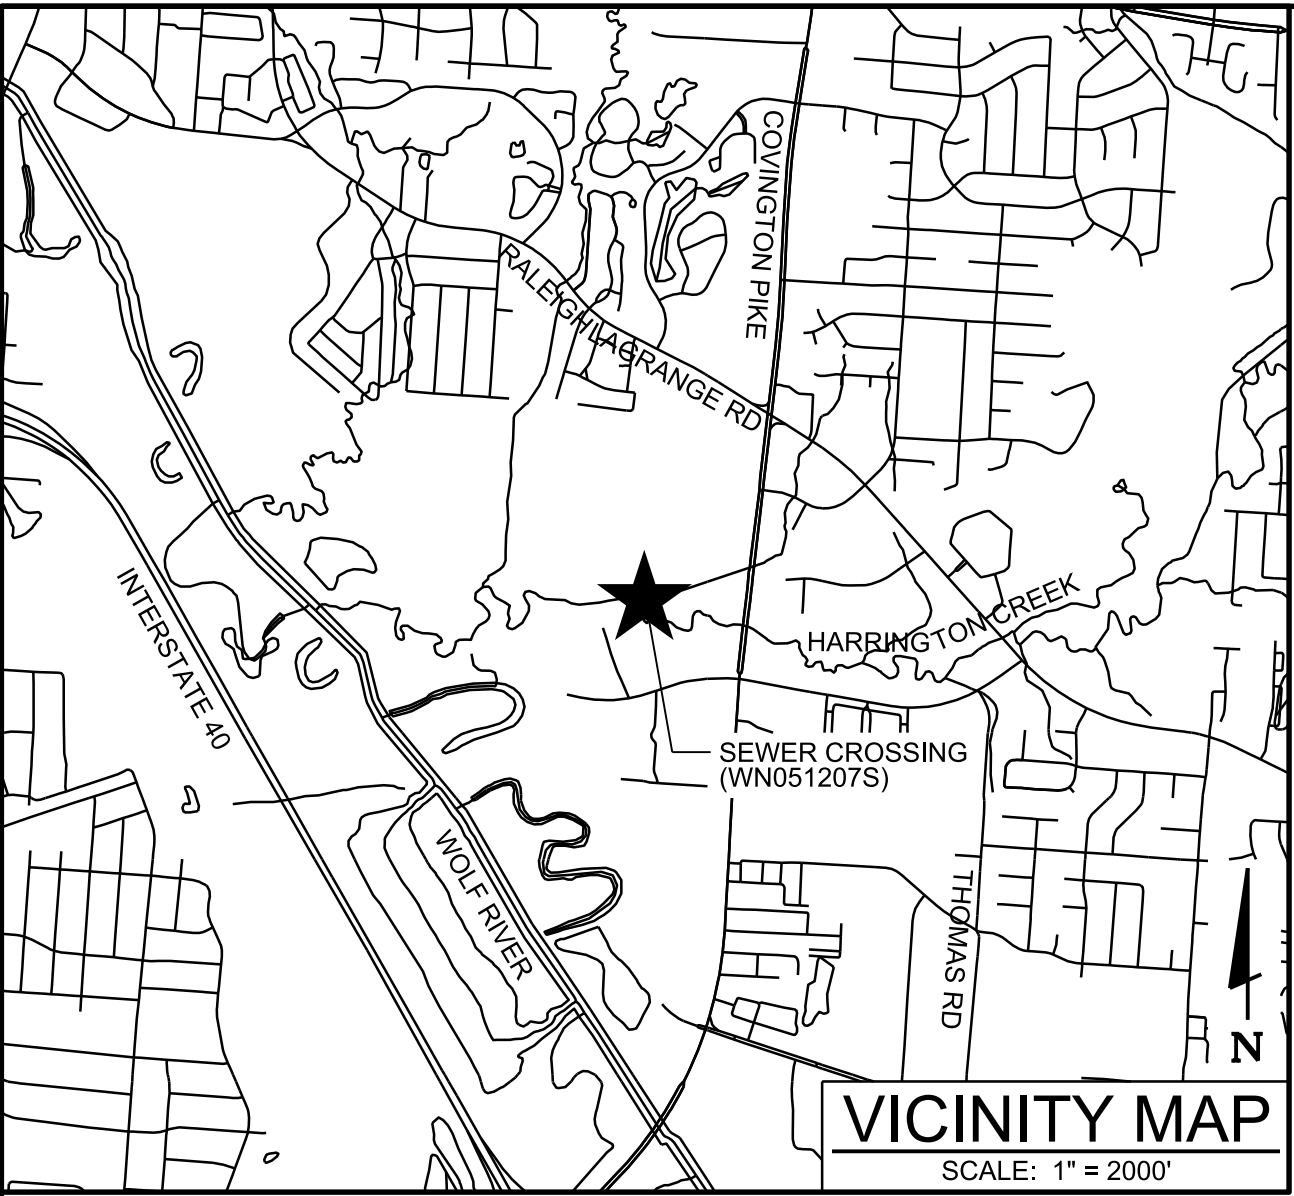 COVINGTON PIKE
RALEIGH LAGRANGE RD
INTERSTATE 40
HARRINGTON CREEK
SEWER CROSSING
(WN051207S)
WOLF RIVER
THOMAS RD
N
VICINITY MAP
SCALE: 1" = 2000'